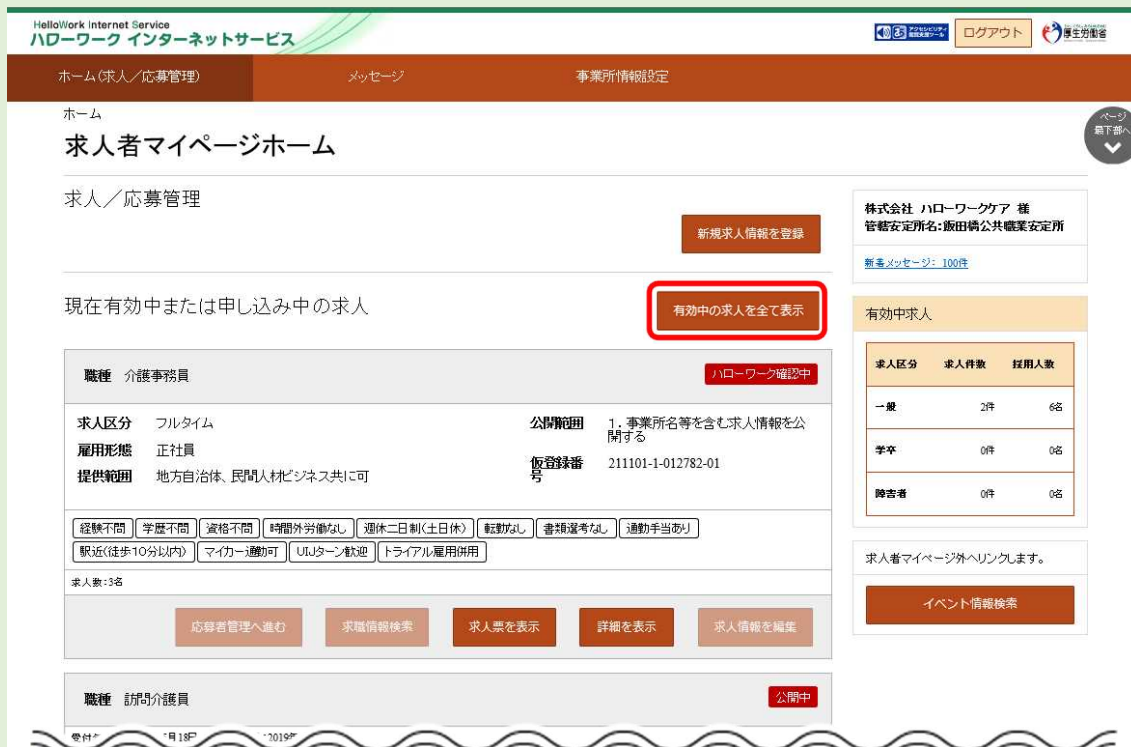 HelloWork Internet Service
ハローワーク インターネットサービス
ログアウト
厚生労働省
ホーム(求人／応募管理)
メッセージ
事業所情報設定
ホーム
求人者マイページホーム
ページ
最下部へ
求人／応募管理
新規求人情報を登録
株式会社 ハローワークケア 様
管轄安定所名:飯田橋公共職業安定所
新着メッセージ: 100件
現在有効中または申し込み中の求人
有効中の求人を全て表示
有効中求人
求人区分 求人件数 採用人数
一般 2件 6名
学卒 0件 0名
障害者 0件 0名
職種 介護事務員
ハローワーク確認中
求人区分 フルタイム
雇用形態 正社員
提供範囲 地方自治体、民間人材ビジネス共に可
公開範囲 1. 事業所名等を含む求人情報を公
開する
仮登録番
号 211101-1-012782-01
経験不問 学歴不問 資格不問 時間外労働なし 週休二日制(土日休) 転勤なし 書類選考なし 通勤手当あり
駅近(徒歩10分以内) マイカー通勤可 UIJターン歓迎 トライアル雇用併用
求人数:3名
応募者管理へ進む
求職情報検索
求人票を表示
詳細を表示
求人情報を編集
求人者マイページ外へリンクします。
イベント情報検索
職種 訪問介護員
公開中